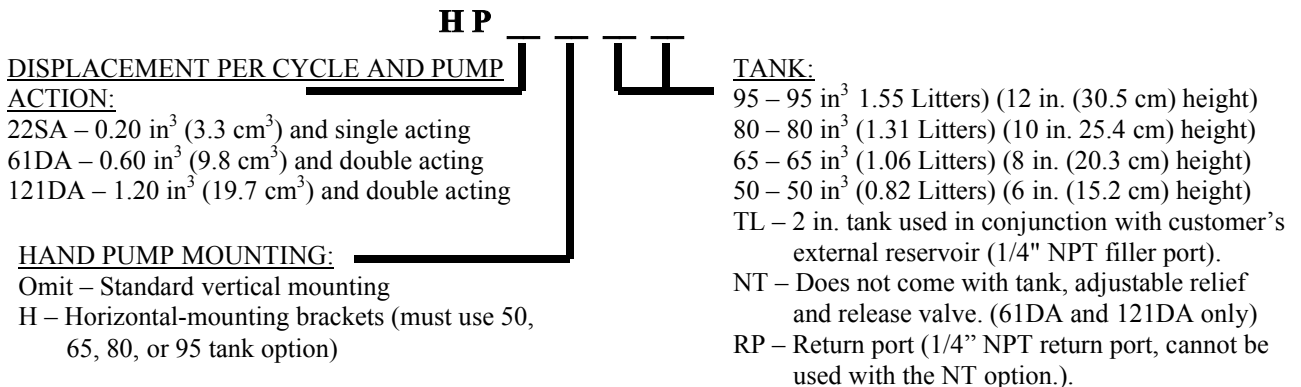 HP __ __ __ __
DISPLACEMENT PER CYCLE AND PUMP
ACTION:
22SA – 0.20 in³ (3.3 cm³) and single acting
61DA – 0.60 in³ (9.8 cm³) and double acting
121DA – 1.20 in³ (19.7 cm³) and double acting
HAND PUMP MOUNTING:
Omit – Standard vertical mounting
H – Horizontal-mounting brackets (must use 50,
65, 80, or 95 tank option)
TANK:
95 – 95 in³ 1.55 Litters) (12 in. (30.5 cm) height)
80 – 80 in³ (1.31 Litters) (10 in. 25.4 cm) height)
65 – 65 in³ (1.06 Litters) (8 in. (20.3 cm) height)
50 – 50 in³ (0.82 Litters) (6 in. (15.2 cm) height)
TL – 2 in. tank used in conjunction with customer’s
external reservoir (1/4" NPT filler port).
NT – Does not come with tank, adjustable relief
and release valve. (61DA and 121DA only)
RP – Return port (1/4” NPT return port, cannot be
used with the NT option.).